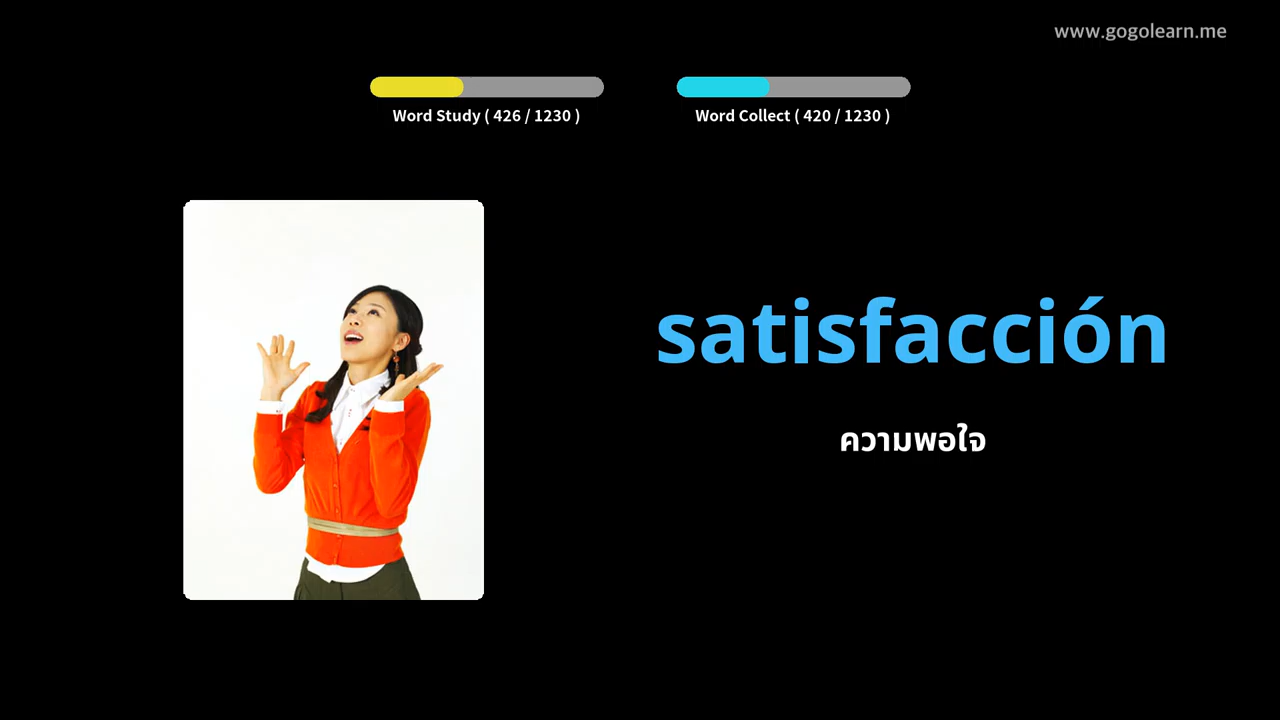 www.gogolearn.me
Word Study ( 426 / 1230 )
Word Collect ( 420 / 1230 )
satisfacción
ความพอใจ